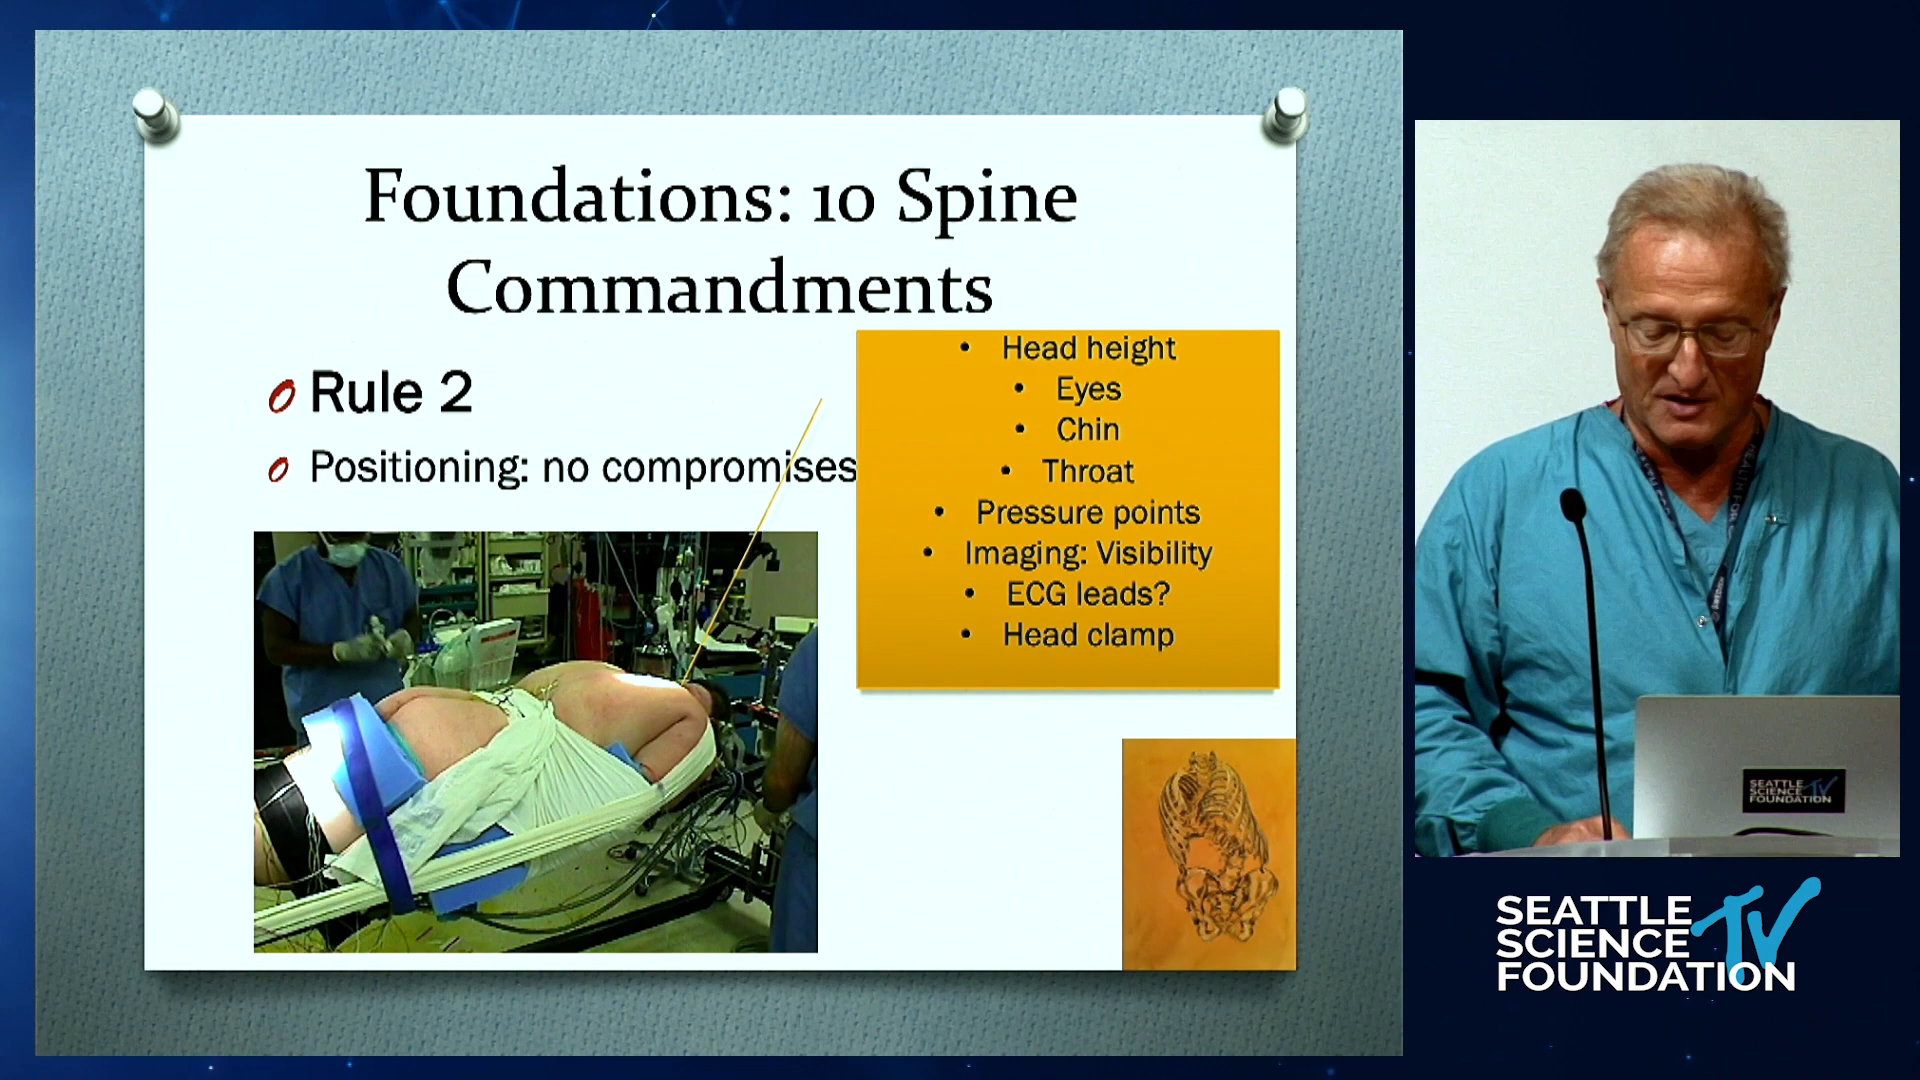 Foundations: 10 Spine
Commandments
Rule 2
Positioning: no compromises
• Head height
• Eyes
• Chin
• Throat
• Pressure points
• Imaging: Visibility
• ECG leads?
• Head clamp
SEATTLE
SCIENCE
FOUNDATION
TV
SEATTLE
SCIENCE
FOUNDATION
TV